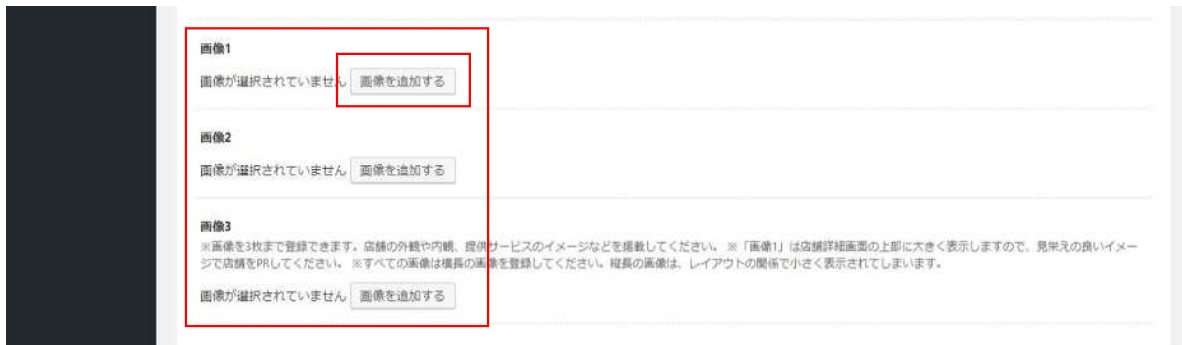 画像1
画像が選択されていません 画像を追加する
画像2
画像が選択されていません 画像を追加する
画像3
※画像を3枚まで登録できます。店舗の外観や内観、提供サービスのイメージなどを掲載してください。 ※「画像1」は店舗詳細画面の上部に大きく表示しますので、見栄えの良いイメー
ジで店舗をPRしてください。 ※すべての画像は横長の画像を登録してください。縦長の画像は、レイアウトの関係で小さく表示されてしまいます。
画像が選択されていません 画像を追加する